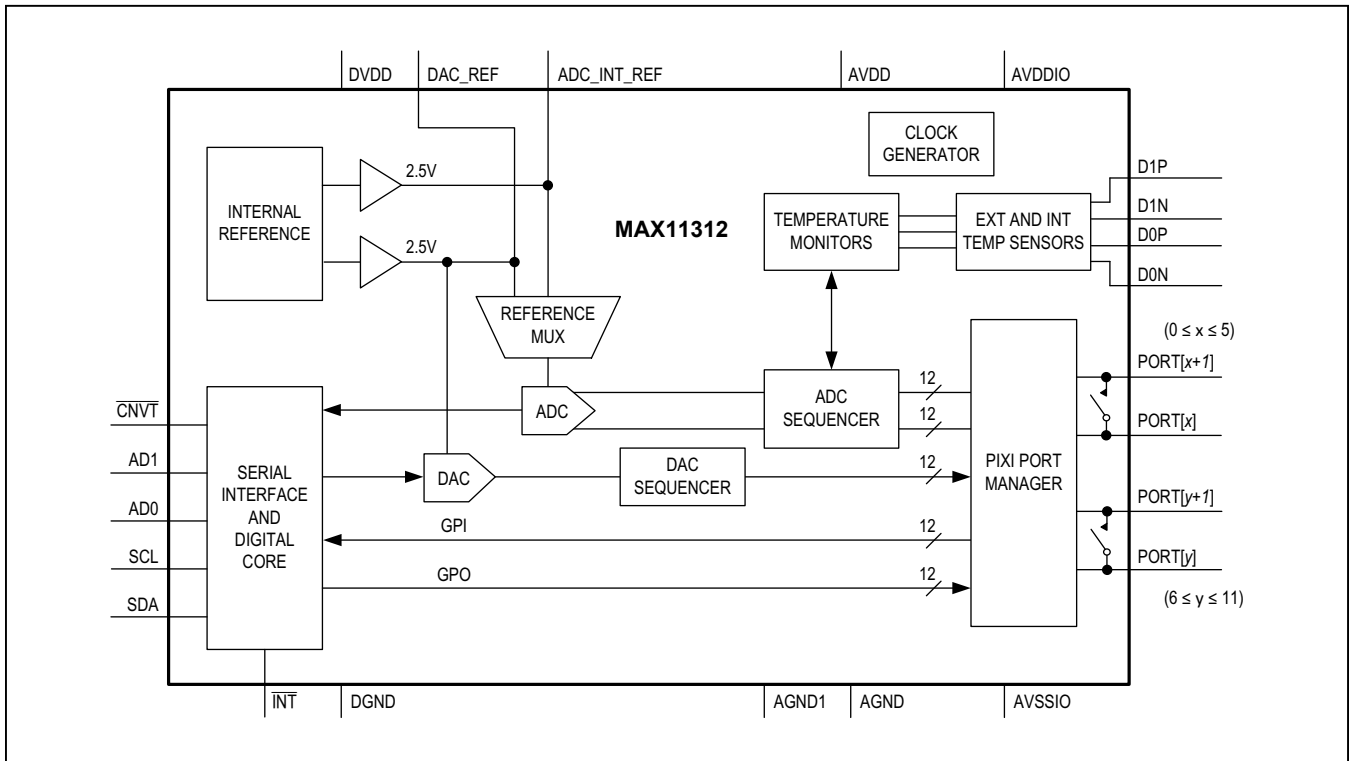 DVDD
DAC_REF
ADC_INT_REF
AVDD
AVDDIO
CLOCK
GENERATOR
INTERNAL
REFERENCE
2.5V
2.5V
MAX11312
TEMPERATURE
MONITORS
EXT AND INT
TEMP SENSORS
D1P
D1N
D0P
D0N
REFERENCE
MUX
(0 ≤ x ≤ 5)
PORT[x+1]
PORT[x]
CNVT
AD1
AD0
SCL
SDA
SERIAL
INTERFACE
AND
DIGITAL
CORE
ADC
ADC
SEQUENCER
12
12
DAC
DAC
SEQUENCER
12
GPI
12
GPO
12
PIXI PORT
MANAGER
PORT[y+1]
PORT[y]
(6 ≤ y ≤ 11)
INT
DGND
AGND1
AGND
AVSSIO